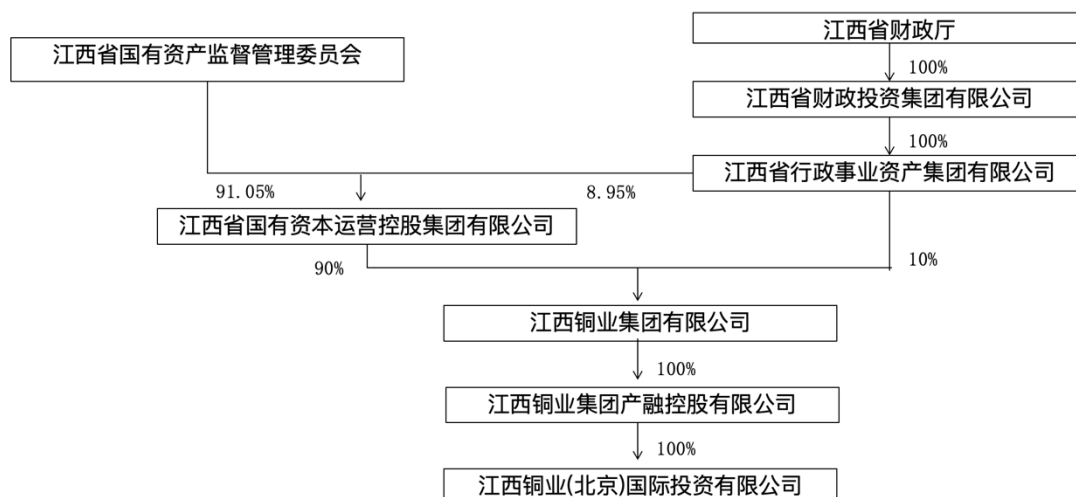 江西省财政厅
江西省国有资产监督管理委员会
100%
江西省财政投资集团有限公司
100%
江西省行政事业资产集团有限公司
91.05%
8.95%
江西省国有资本运营控股集团有限公司
90%
10%
江西铜业集团有限公司
100%
江西铜业集团产融控股有限公司
100%
江西铜业(北京)国际投资有限公司